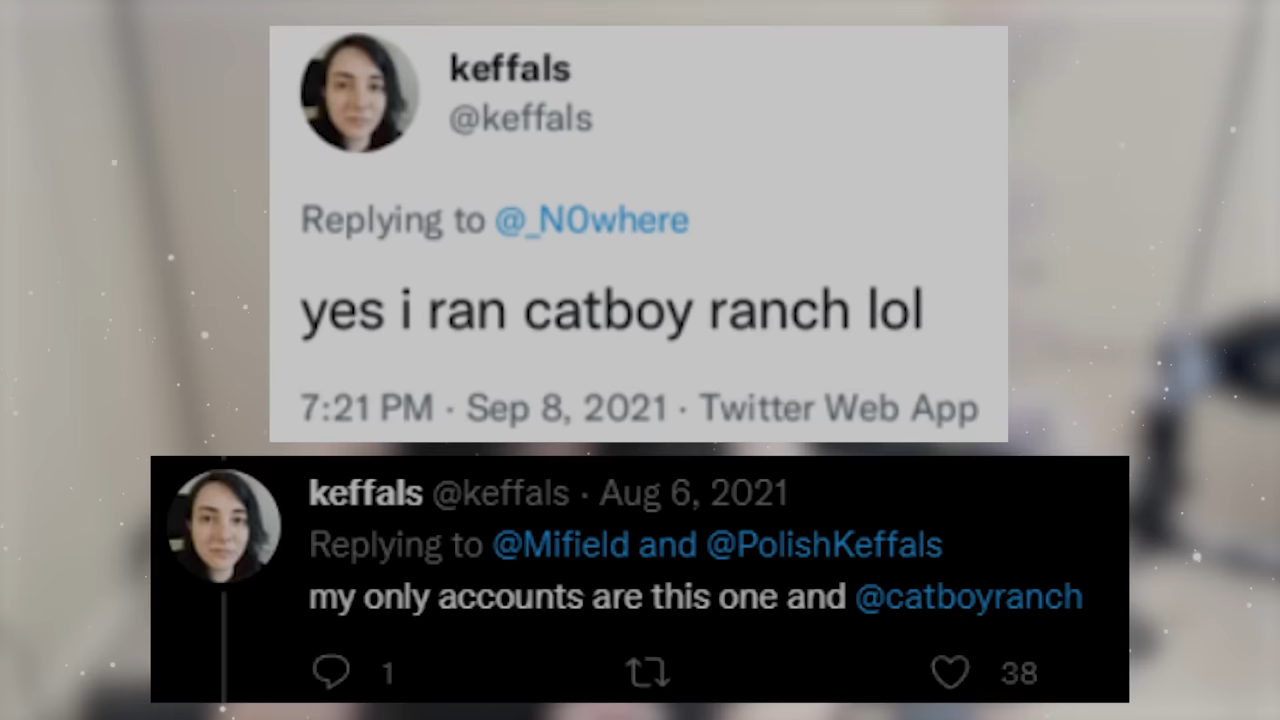 keffals
@keffals
Replying to @_N0where
yes i ran catboy ranch lol
7:21 PM · Sep 8, 2021 · Twitter Web App
keffals @keffals · Aug 6, 2021
Replying to @Mifield and @PolishKeffals
my only accounts are this one and @catboyranch
1 38